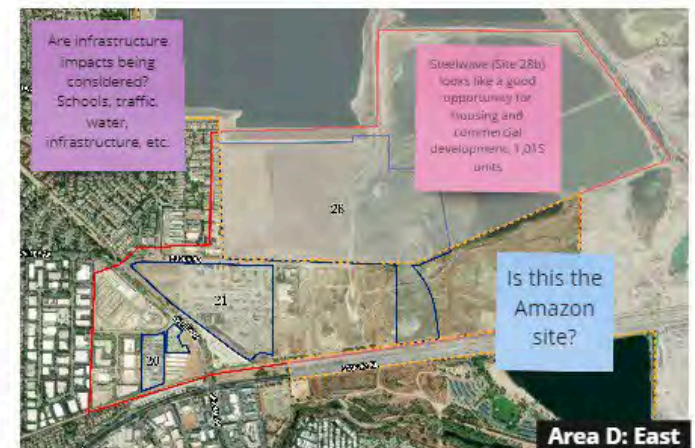 Are infrastructure
impacts being
considered?
Schools, traffic,
water,
infrastructure, etc.
Steelwave (Site 28b)
looks like a good
opportunity for
housing and
commercial
development, 1,015
units
28
21
20
Is this the
Amazon
site?
Area D: East